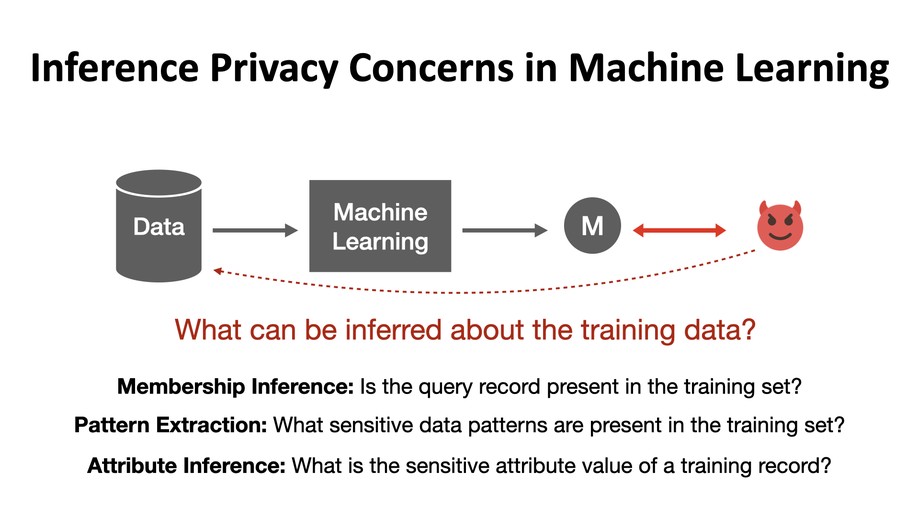 Inference Privacy Concerns in Machine Learning
Data
Machine
Learning
M
What can be inferred about the training data?
Membership Inference: Is the query record present in the training set?
Pattern Extraction: What sensitive data patterns are present in the training set?
Attribute Inference: What is the sensitive attribute value of a training record?